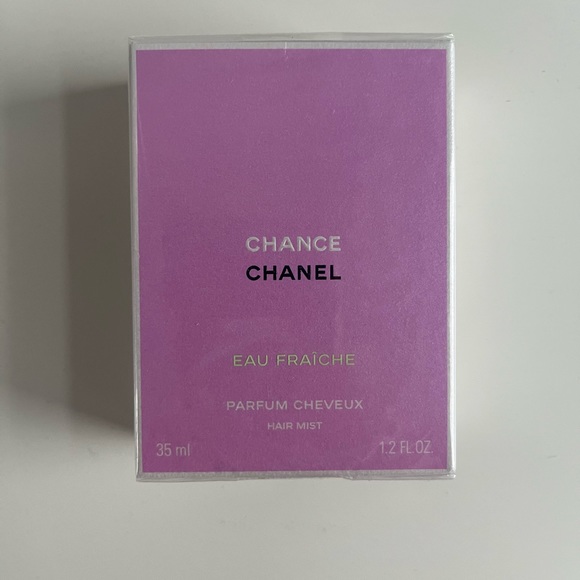 CHANCE
CHANEL
EAU FRAÎCHE
PARFUM CHEVEUX
HAIR MIST
35 ml 1.2 FL.OZ.